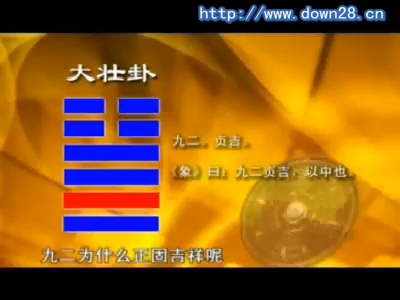 http://www.down28.cn
大壮卦
九二，贞吉。
《象》曰：九二贞吉，以中也。
九二为什么正固吉祥呢